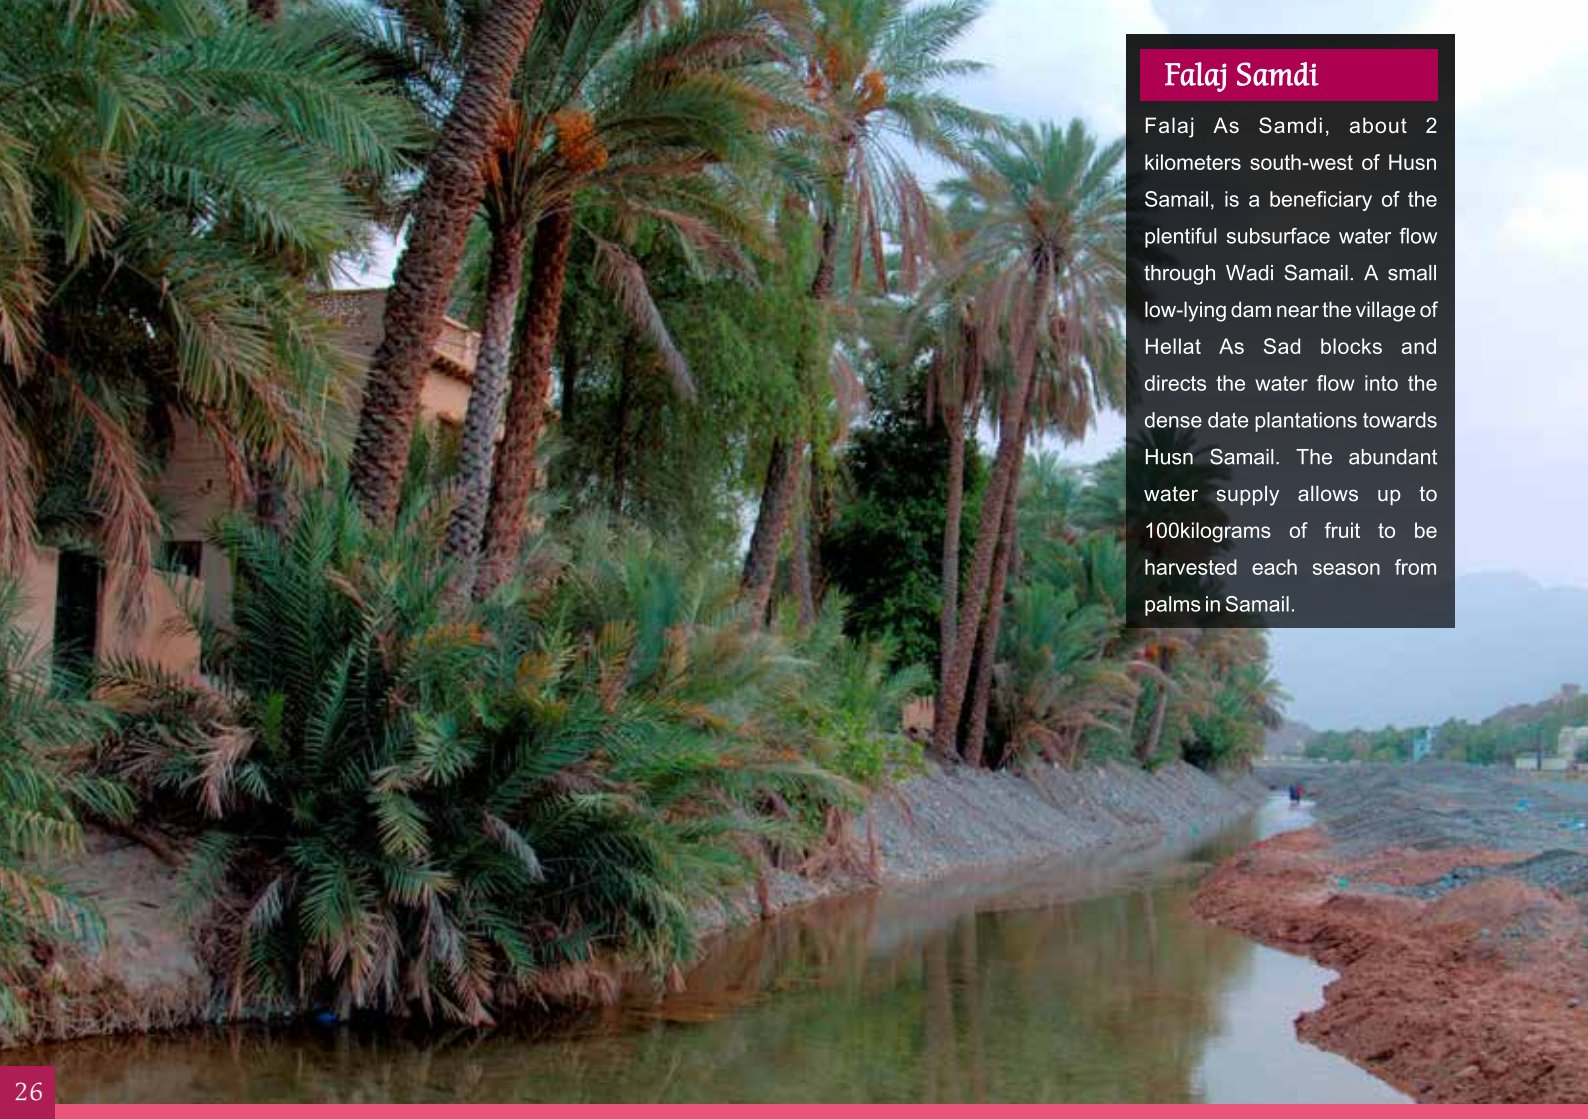 Falaj Samdi
Falaj As Samdi, about 2
kilometers south-west of Husn
Samail, is a beneficiary of the
plentiful subsurface water flow
through Wadi Samail. A small
low-lying dam near the village of
Hellat As Sad blocks and
directs the water flow into the
dense date plantations towards
Husn Samail. The abundant
water supply allows up to
100kilograms of fruit to be
harvested each season from
palms in Samail.
26